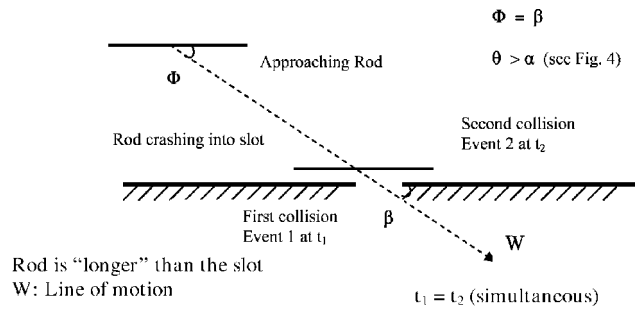 Φ = β
θ > α (see Fig. 4)
Approaching Rod
Φ
Rod crashing into slot
Second collision
Event 2 at t₂
First collision
Event 1 at t₁
β
W
Rod is “longer” than the slot
W: Line of motion
t₁ = t₂ (simultaneous)